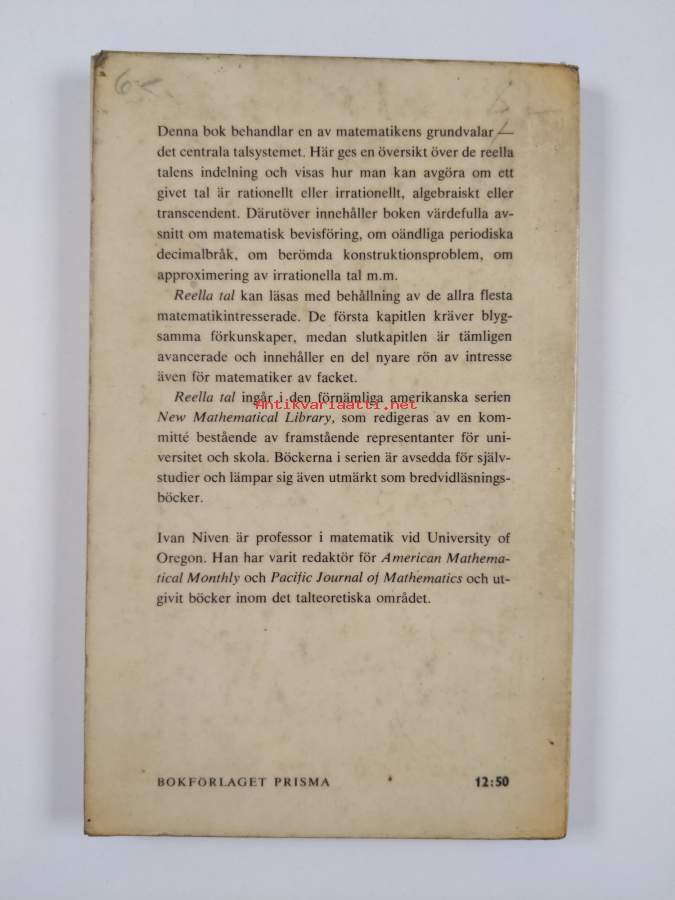 6:-
Denna bok behandlar en av matematikens grundvalar —
det centrala talsystemet. Här ges en översikt över de reella
talens indelning och visas hur man kan avgöra om ett
givet tal är rationellt eller irrationellt, algebraiskt eller
transcendent. Därutöver innehåller boken värdefulla av-
snitt om matematisk bevisföring, om oändliga periodiska
decimalbråk, om berömda konstruktionsproblem, om
approximering av irrationella tal m.m.
Reella tal kan läsas med behållning av de allra flesta
matematikintresserade. De första kapitlen kräver blyg-
samma förkunskaper, medan slutkapitlen är tämligen
avancerade och innehåller en del nyare rön av intresse
även för matematiker av facket.
Reella tal ingår i den förnämliga amerikanska serien
Antikvariaatti.net
New Mathematical Library, som redigeras av en kom-
mitté bestående av framstående representanter för uni-
versitet och skola. Böckerna i serien är avsedda för själv-
studier och lämpar sig även utmärkt som bredvidläsnings-
böcker.
Ivan Niven är professor i matematik vid University of
Oregon. Han har varit redaktör för American Mathema-
tical Monthly och Pacific Journal of Mathematics och ut-
givit böcker inom det talteoretiska området.
BOKFÖRLAGET PRISMA
12:50